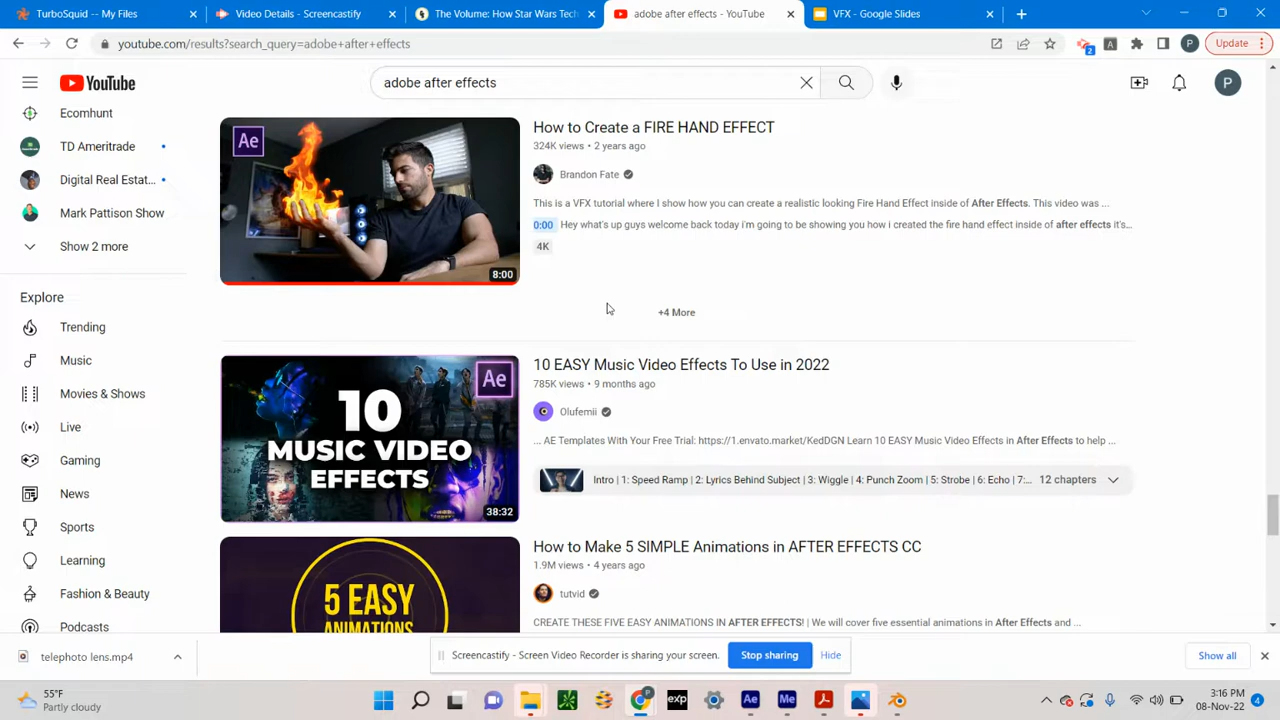 TurboSquid - My Files
Video Details - Screencastify
The Volume: How Star Wars Tech
adobe after effects - YouTube
VFX - Google Slides
youtube.com/results?search_query=adobe+after+effects
2
A
P
Update
YouTube
adobe after effects
P
Ecomhunt
TD Ameritrade
Digital Real Estat...
Mark Pattison Show
Show 2 more
Explore
Trending
Music
Movies & Shows
Live
Gaming
News
Sports
Learning
Fashion & Beauty
Podcasts
Ae
8:00
How to Create a FIRE HAND EFFECT
324K views • 2 years ago
Brandon Fate
This is a VFX tutorial where I show how you can create a realistic looking Fire Hand Effect inside of After Effects. This video was ...
0:00 Hey what's up guys welcome back today i'm going to be showing you how i created the fire hand effect inside of after effects it's...
4K
+4 More
Ae
10
MUSIC VIDEO
EFFECTS
38:32
10 EASY Music Video Effects To Use in 2022
785K views • 9 months ago
Olufemii
... AE Templates With Your Free Trial: https://1.envato.market/KedDGN Learn 10 EASY Music Video Effects in After Effects to help ...
Intro | 1: Speed Ramp | 2: Lyrics Behind Subject | 3: Wiggle | 4: Punch Zoom | 5: Strobe | 6: Echo | 7:... 12 chapters
5 EASY
ANIMATIONS
How to Make 5 SIMPLE Animations in AFTER EFFECTS CC
1.9M views • 4 years ago
tutvid
CREATE THESE FIVE EASY ANIMATIONS IN AFTER EFFECTS! | We will cover five essential animations in After Effects and ...
telephoto lens.mp4
Screencastify - Screen Video Recorder is sharing your screen.
Stop sharing
Hide
Show all
55°F
Partly cloudy
P
exp
Ae
Me
3:16 PM
08-Nov-22
4